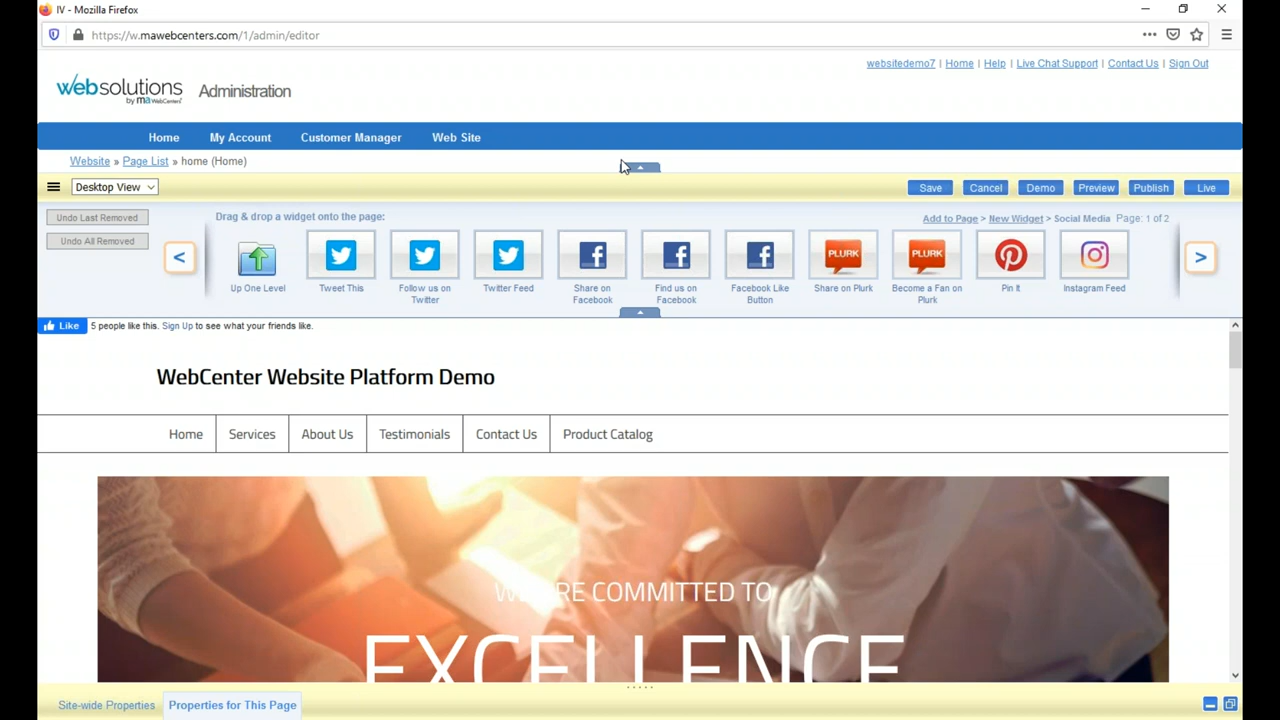 IV - Mozilla Firefox
https://w.mawebcenters.com/1/admin/editor
websitedemo7 | Home | Help | Live Chat Support | Contact Us | Sign Out
websolutions
by ma WebCenters
Administration
Home My Account Customer Manager Web Site
Website » Page List » home (Home)
Desktop View Save Cancel Demo Preview Publish Live
Undo Last Removed
Undo All Removed
Drag & drop a widget onto the page:
Add to Page > New Widget > Social Media Page: 1 of 2
PLURK PLURK
Up One Level
Tweet This
Follow us on
Twitter
Twitter Feed
Share on
Facebook
Find us on
Facebook
Facebook Like
Button
Share on Plurk
Become a Fan on
Plurk
Pin It
Instagram Feed
Like 5 people like this. Sign Up to see what your friends like.
WebCenter Website Platform Demo
Home Services About Us Testimonials Contact Us Product Catalog
WE ARE COMMITTED TO
EXCELLENCE
Site-wide Properties Properties for This Page